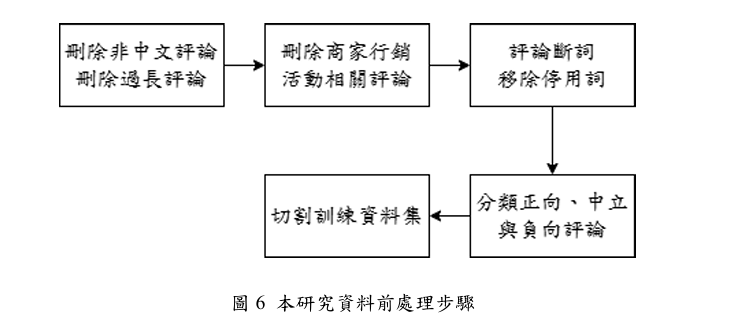 刪除非中文評論
刪除過長評論
刪除商家行銷
活動相關評論
評論斷詞
移除停用詞
分類正向、中立
與負向評論
切割訓練資料集
圖 6 本研究資料前處理步驟